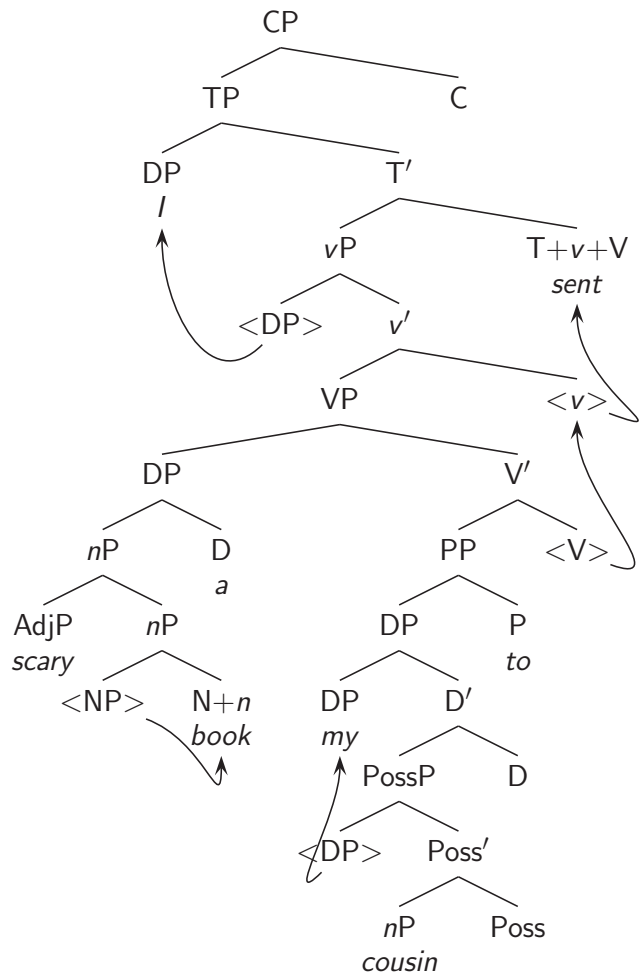 CP
TP C
DP T′
I
vP T+v+V
sent
<DP> v′
VP <v>
DP V′
nP D PP <V>
a
AdjP nP DP P
scary to
<NP> N+n DP D′
book my
PossP D
<DP> Poss′
nP Poss
cousin